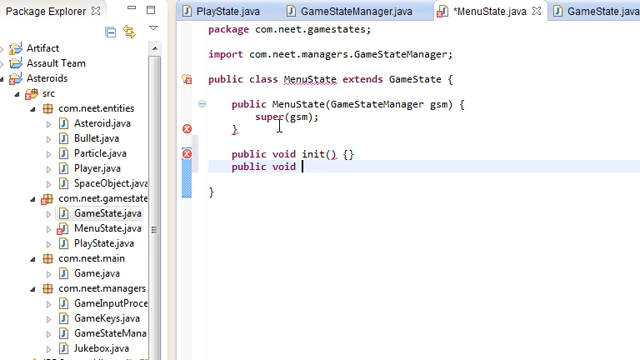 Package Explorer
PlayState.java
GameStateManager.java
*MenuState.java
GameState.java
Artifact
Assault Team
Asteroids
src
com.neet.entities
Asteroid.java
Bullet.java
Particle.java
Player.java
SpaceObject.java
com.neet.gamestate
GameState.java
MenuState.java
PlayState.java
com.neet.main
Game.java
com.neet.managers
GameInputProce
GameKeys.java
GameStateMana
Jukebox.java
package com.neet.gamestates;
import com.neet.managers.GameStateManager;
public class MenuState extends GameState {
public MenuState(GameStateManager gsm) {
super(gsm);
}
public void init() {}
public void
}